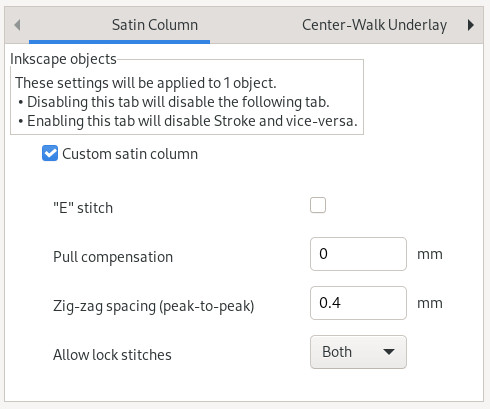 Satin Column Center-Walk Underlay
Inkscape objects
These settings will be applied to 1 object.
• Disabling this tab will disable the following tab.
• Enabling this tab will disable Stroke and vice-versa.
Custom satin column
"E" stitch
Pull compensation 0 mm
Zig-zag spacing (peak-to-peak) 0.4 mm
Allow lock stitches Both